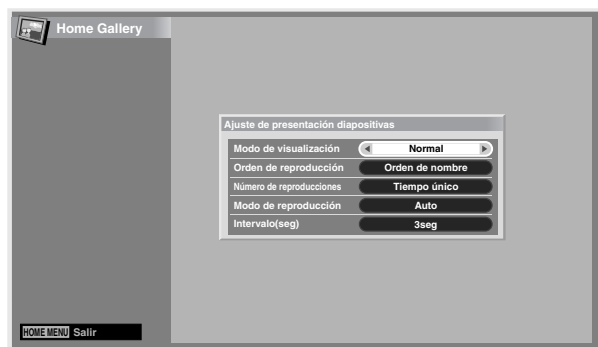 Home Gallery
Ajuste de presentación diapositivas
Modo de visualización Normal
Orden de reproducción Orden de nombre
Número de reproducciones Tiempo único
Modo de reproducción Auto
Intervalo(seg) 3seg
HOME MENU Salir